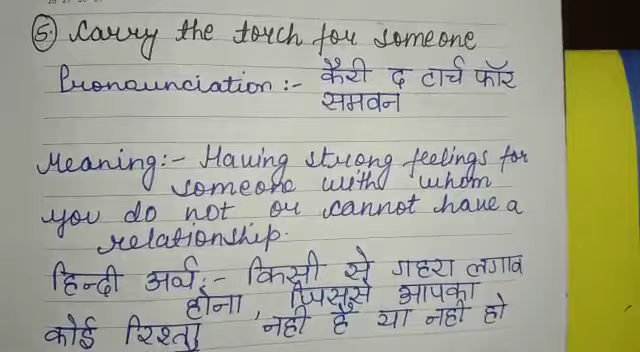 5. Carry the torch for someone
Pronounciation :- कैरी द टार्च फॉर
समवन
Meaning:- Having strong feelings for
someone with whom
you do not or cannot have a
relationship.
हिन्दी अर्थ :- किसी से गहरा लगाव
होना, जिससे आपका
कोई रिश्ता नहीं है या नहीं हो